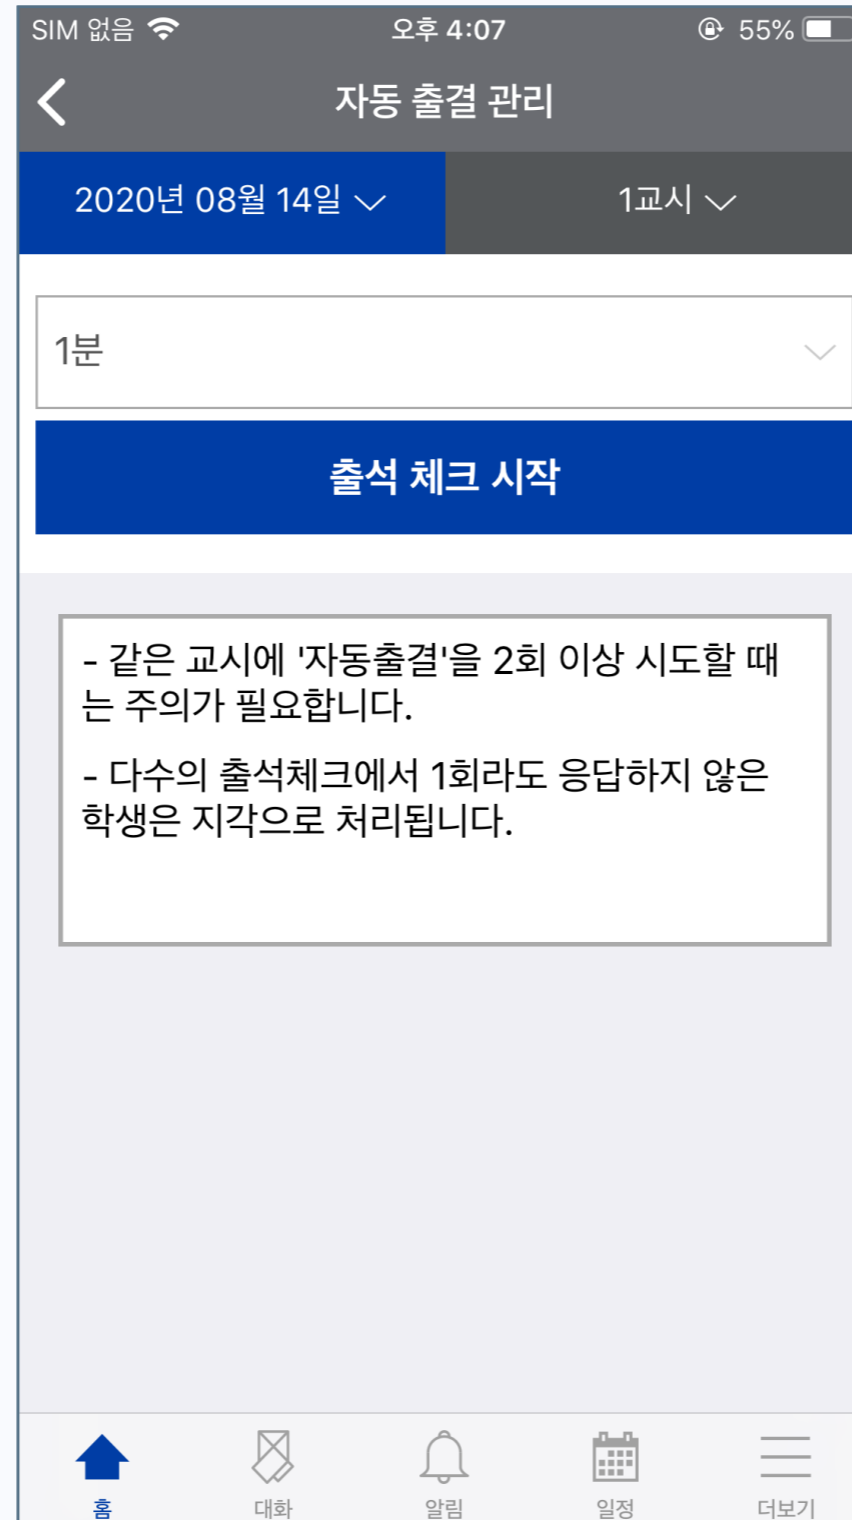 SIM 없음 오후 4:07 55%
자동 출결 관리
2020년 08월 14일 1교시
1분
출석 체크 시작
- 같은 교시에 '자동출결'을 2회 이상 시도할 때
는 주의가 필요합니다.
- 다수의 출석체크에서 1회라도 응답하지 않은
학생은 지각으로 처리됩니다.
홈 대화 알림 일정 더보기